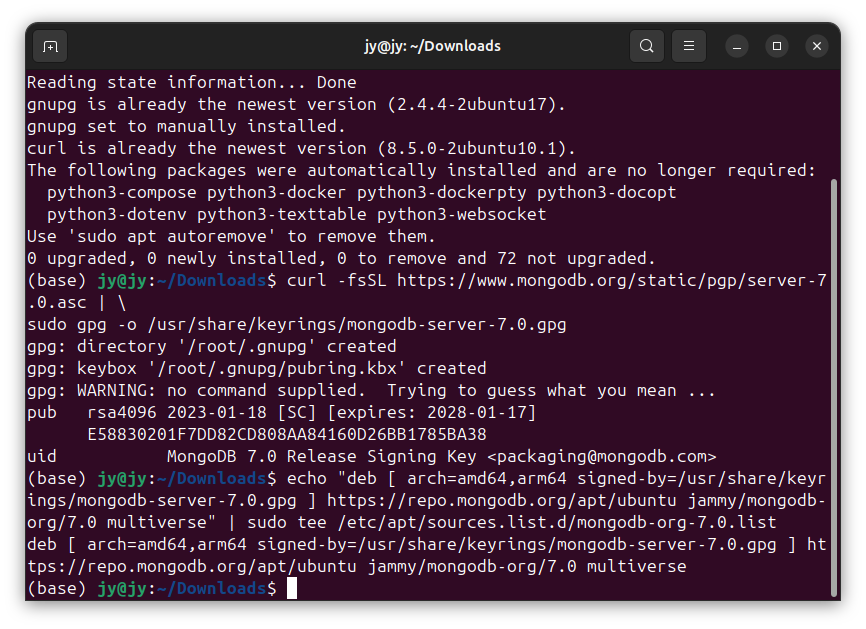 jy@jy: ~/Downloads
Reading state information... Done
gnupg is already the newest version (2.4.4-2ubuntu17).
gnupg set to manually installed.
curl is already the newest version (8.5.0-2ubuntu10.1).
The following packages were automatically installed and are no longer required:
  python3-compose python3-docker python3-dockerpty python3-docopt
  python3-dotenv python3-texttable python3-websocket
Use 'sudo apt autoremove' to remove them.
0 upgraded, 0 newly installed, 0 to remove and 72 not upgraded.
(base) jy@jy:~/Downloads$ curl -fsSL https://www.mongodb.org/static/pgp/server-7
.0.asc | \
sudo gpg -o /usr/share/keyrings/mongodb-server-7.0.gpg
gpg: directory '/root/.gnupg' created
gpg: keybox '/root/.gnupg/pubring.kbx' created
gpg: WARNING: no command supplied.  Trying to guess what you mean ...
pub   rsa4096 2023-01-18 [SC] [expires: 2028-01-17]
      E58830201F7DD82CD808AA84160D26BB1785BA38
uid           MongoDB 7.0 Release Signing Key <packaging@mongodb.com>
(base) jy@jy:~/Downloads$ echo "deb [ arch=amd64,arm64 signed-by=/usr/share/keyr
ings/mongodb-server-7.0.gpg ] https://repo.mongodb.org/apt/ubuntu jammy/mongodb-
org/7.0 multiverse" | sudo tee /etc/apt/sources.list.d/mongodb-org-7.0.list
deb [ arch=amd64,arm64 signed-by=/usr/share/keyrings/mongodb-server-7.0.gpg ] ht
tps://repo.mongodb.org/apt/ubuntu jammy/mongodb-org/7.0 multiverse
(base) jy@jy:~/Downloads$